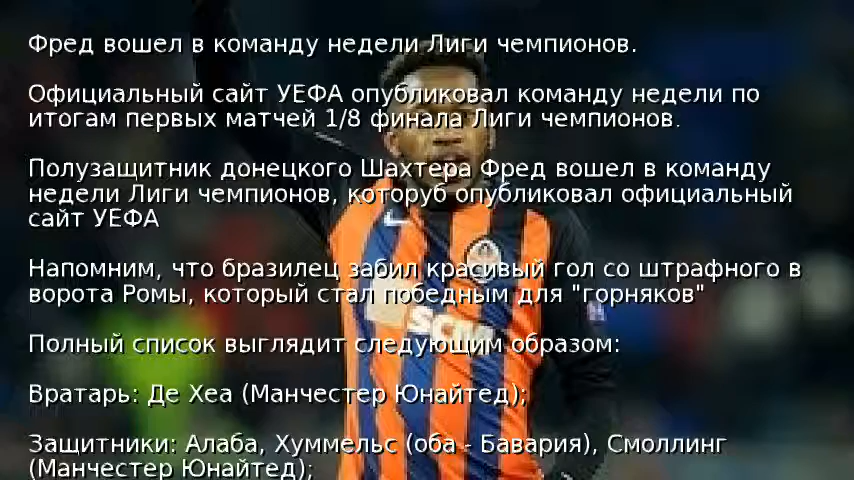 Фред вошел в команду недели Лиги чемпионов.
Официальный сайт УЕФА опубликовал команду недели по
итогам первых матчей 1/8 финала Лиги чемпионов.
Полузащитник донецкого Шахтера Фред вошел в команду
недели Лиги чемпионов, которуб опубликовал официальный
сайт УЕФА
Напомним, что бразилец забил красивый гол со штрафного в
ворота Ромы, который стал победным для "горняков"
Полный список выглядит следующим образом:
Вратарь: Де Хеа (Манчестер Юнайтед);
Защитники: Алаба, Хуммельс (оба - Бавария), Смоллинг
(Манчестер Юнайтед);